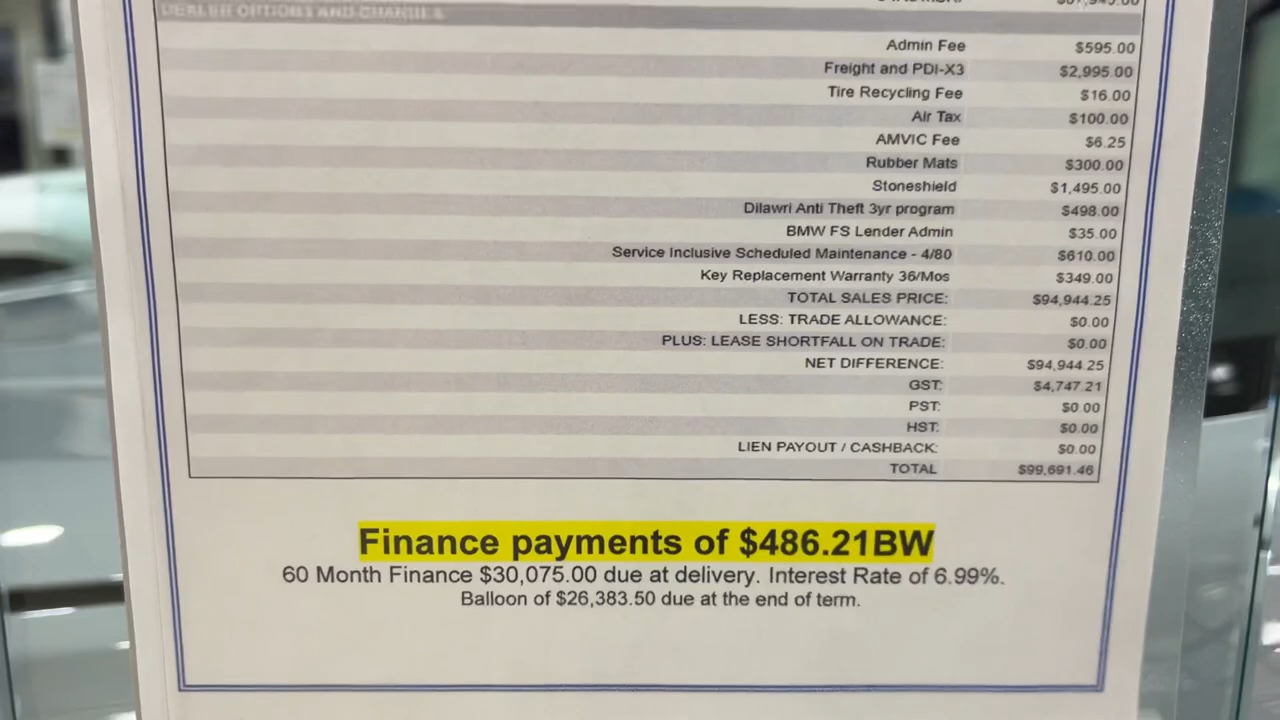 DEALER OPTIONS AND CHARGES
Admin Fee $595.00
Freight and PDI-X3 $2,995.00
Tire Recycling Fee $16.00
Air Tax $100.00
AMVIC Fee $6.25
Rubber Mats $300.00
Stoneshield $1,495.00
Dilawri Anti Theft 3yr program $498.00
BMW FS Lender Admin $35.00
Service Inclusive Scheduled Maintenance - 4/80 $610.00
Key Replacement Warranty 36/Mos $349.00
TOTAL SALES PRICE: $94,944.25
LESS: TRADE ALLOWANCE: $0.00
PLUS: LEASE SHORTFALL ON TRADE: $0.00
NET DIFFERENCE: $94,944.25
GST: $4,747.21
PST: $0.00
HST: $0.00
LIEN PAYOUT / CASHBACK: $0.00
TOTAL $99,691.46
Finance payments of $486.21BW
60 Month Finance $30,075.00 due at delivery. Interest Rate of 6.99%.
Balloon of $26,383.50 due at the end of term.